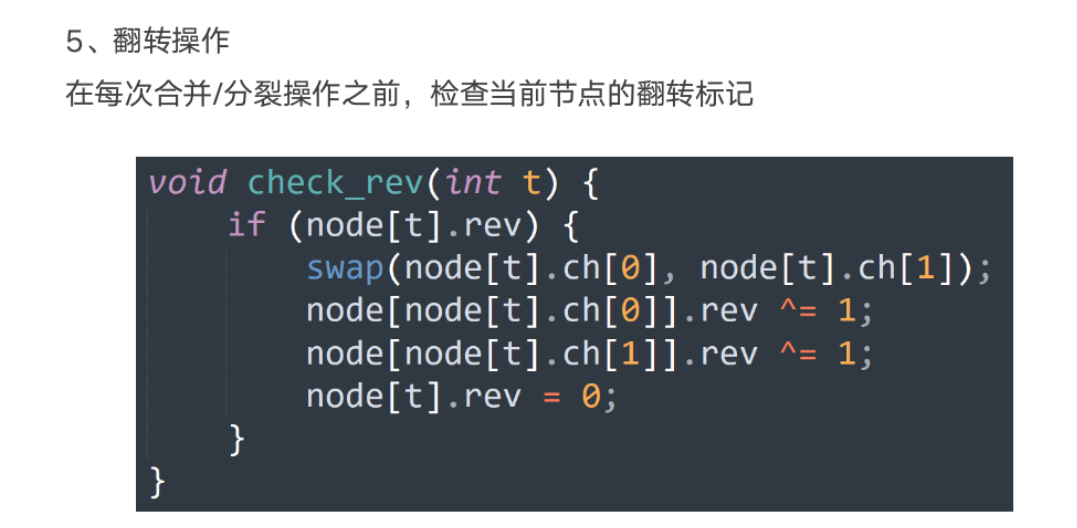 5、翻转操作
在每次合并/分裂操作之前，检查当前节点的翻转标记
void check_rev(int t) {
    if (node[t].rev) {
        swap(node[t].ch[0], node[t].ch[1]);
        node[node[t].ch[0]].rev ^= 1;
        node[node[t].ch[1]].rev ^= 1;
        node[t].rev = 0;
    }
}